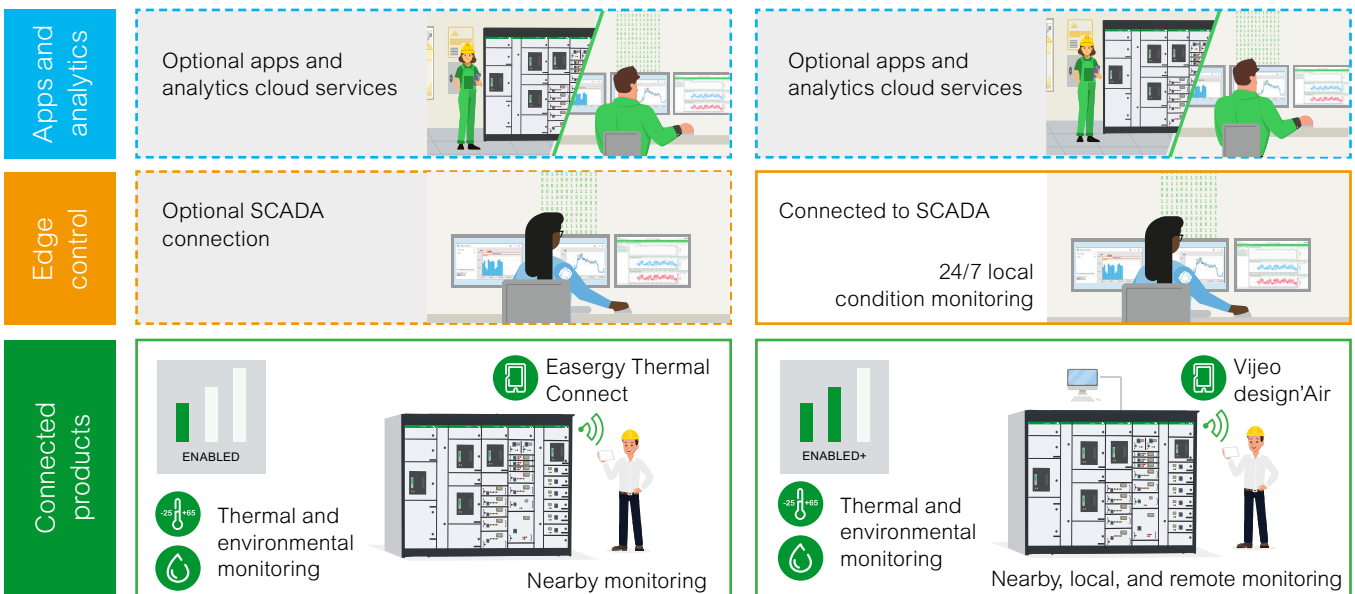 Apps and
analytics
Optional apps and
analytics cloud services
Optional apps and
analytics cloud services
Edge
control
Optional SCADA
connection
Connected to SCADA
24/7 local
condition monitoring
Connected
products
ENABLED
Easergy Thermal
Connect
-25 +65
Thermal and
environmental
monitoring
Nearby monitoring
ENABLED+
Vijeo
design'Air
-25 +65
Thermal and
environmental
monitoring
Nearby, local, and remote monitoring